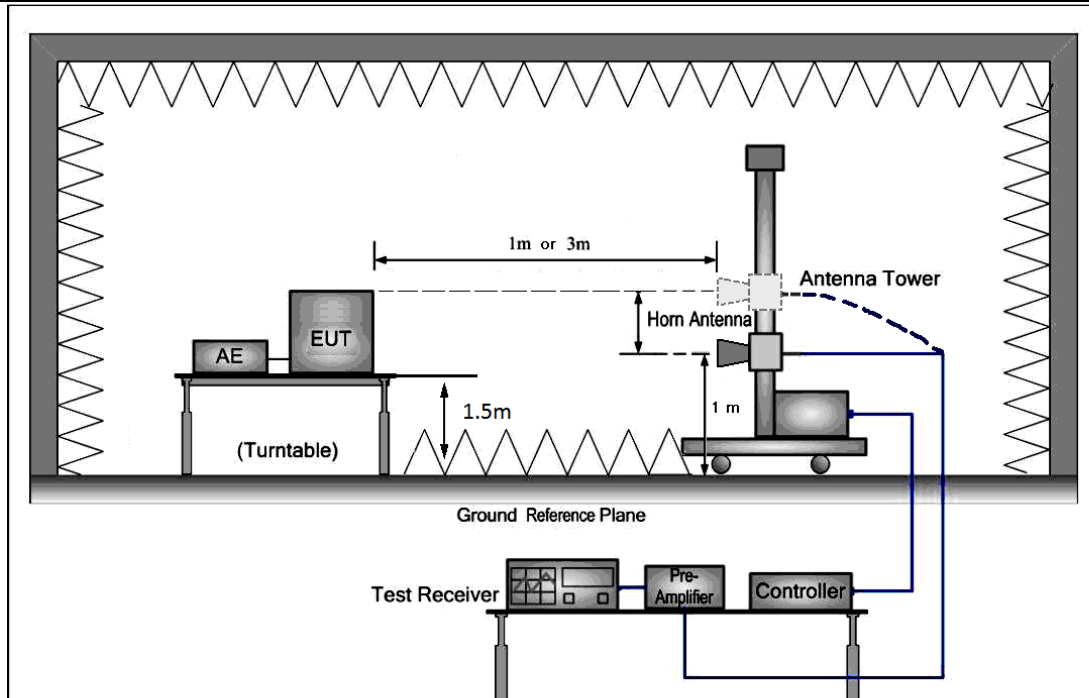 1m or 3m
Antenna Tower
Horn Antenna
EUT
AE
1.5m
1 m
(Turntable)
Ground Reference Plane
Test Receiver
Pre-
Amplifier
Controller